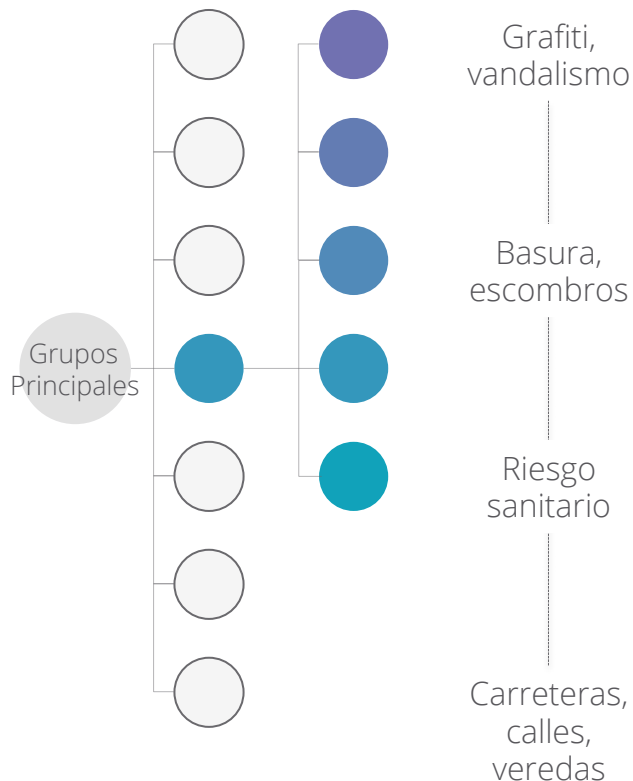 Grupos
Principales
Grafiti,
vandalismo
Basura,
escombros
Riesgo
sanitario
Carreteras,
calles,
veredas